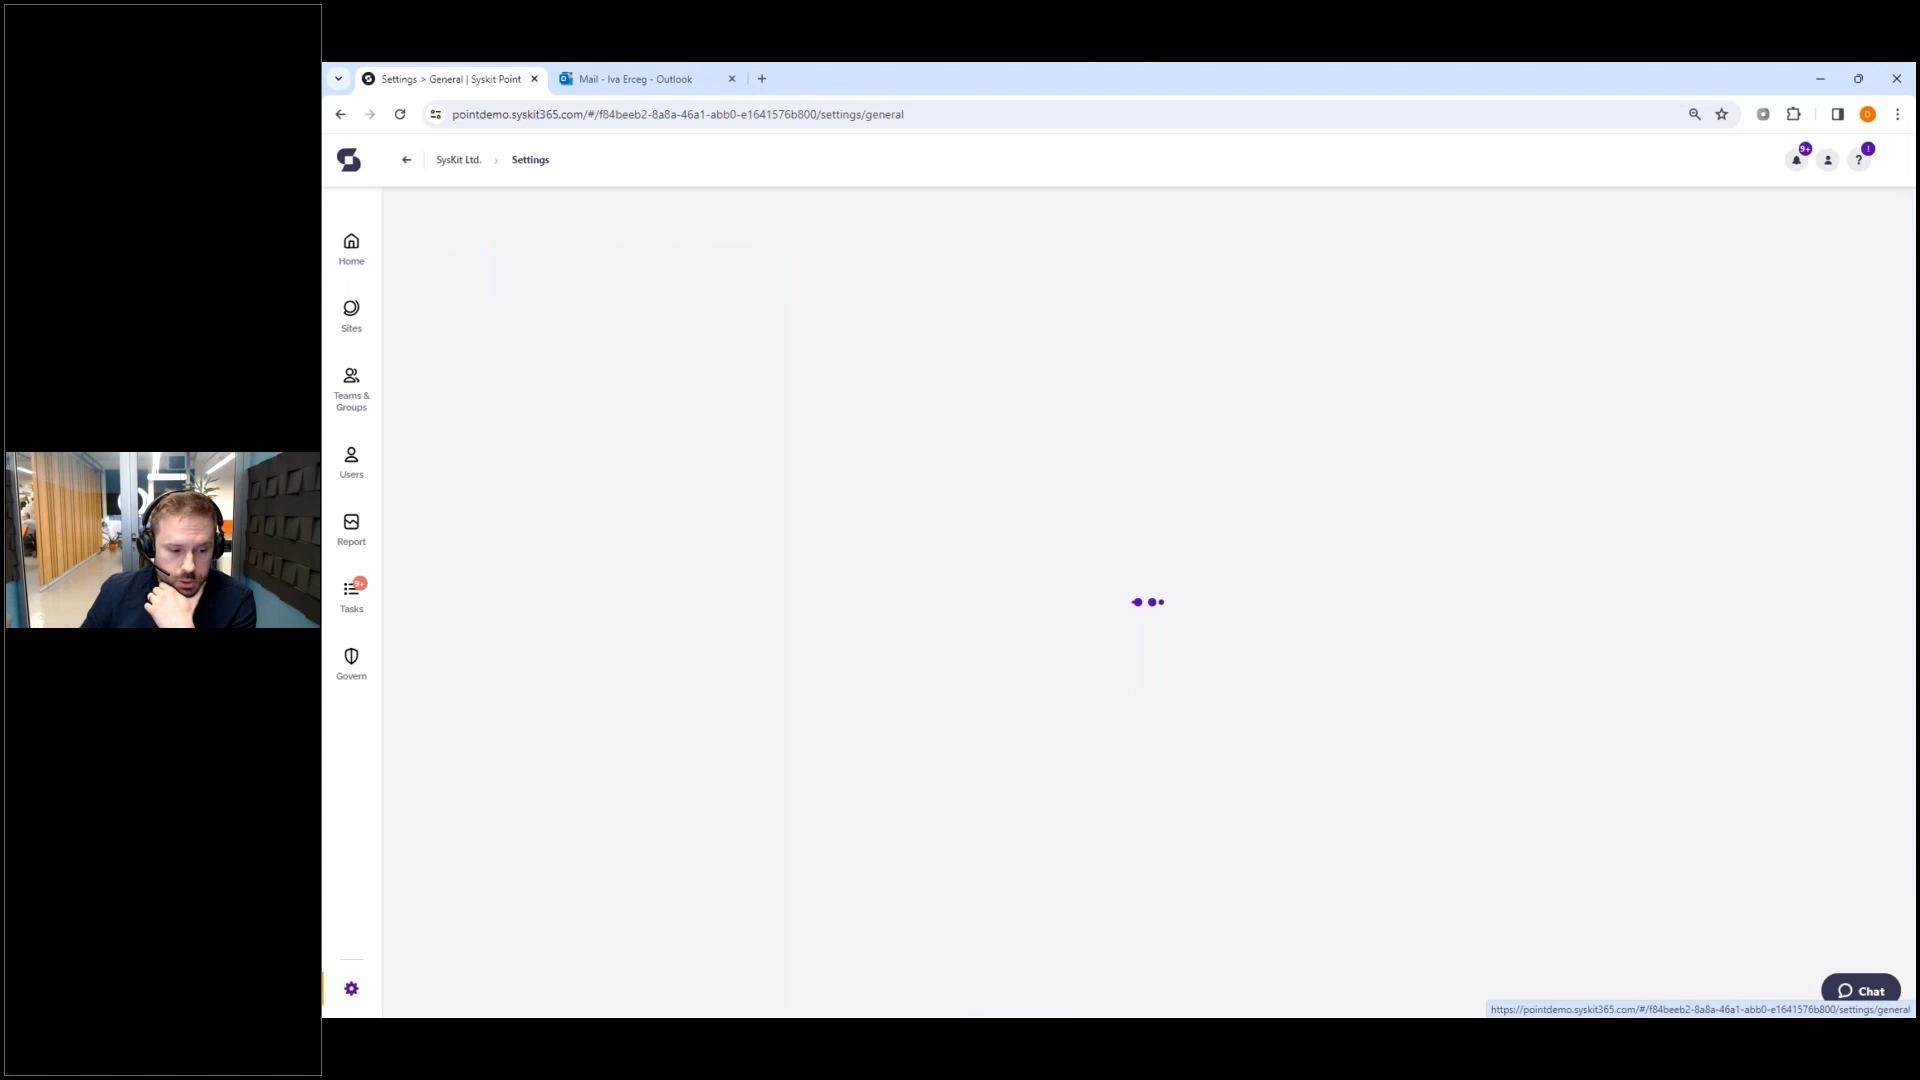 Settings > General | Syskit Point
Mail - Iva Erceg - Outlook
pointdemo.syskit365.com/#/f84beeb2-8a8a-46a1-abb0-e1641576b800/settings/general
D
SysKit Ltd. > Settings
9+
!
?
Home
Sites
Teams &
Groups
Users
Report
9+
Tasks
Govern
Chat
https://pointdemo.syskit365.com/#/f84beeb2-8a8a-46a1-abb0-e1641576b800/settings/general